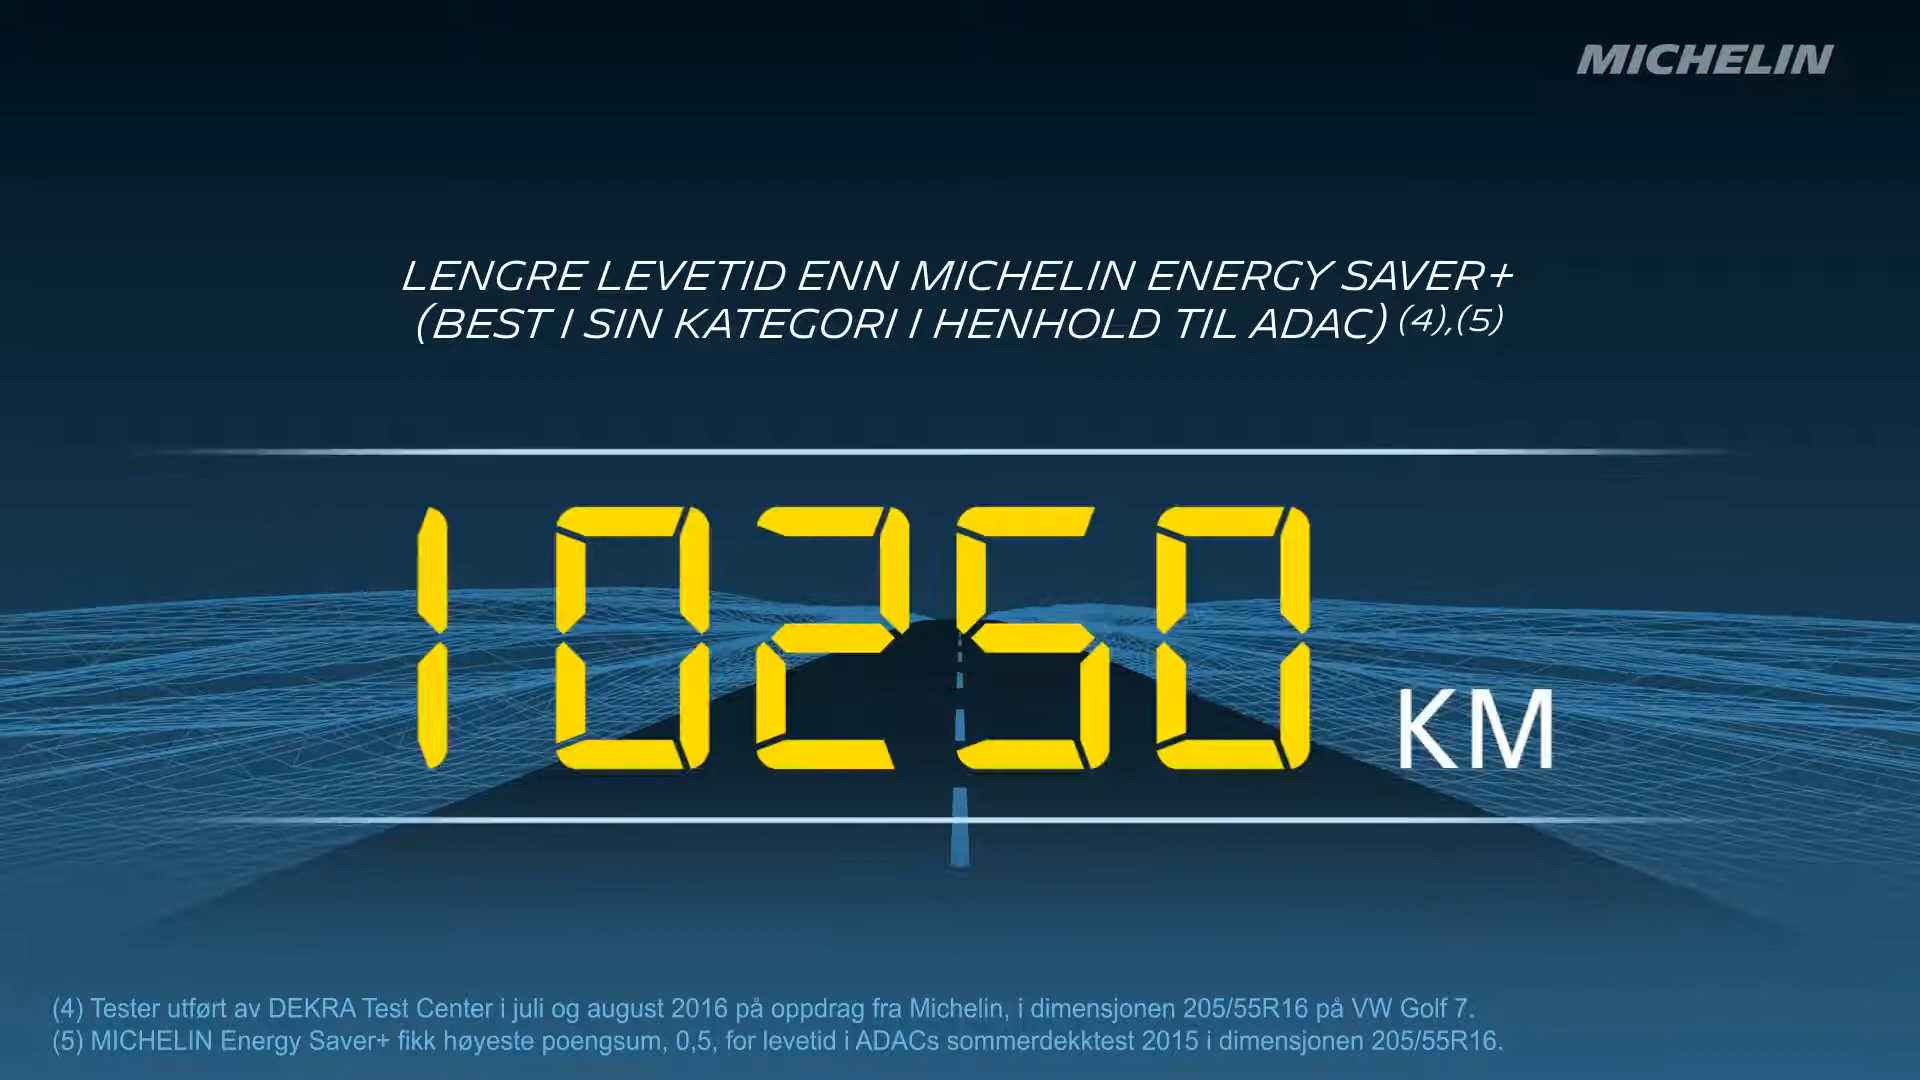 MICHELIN
LENGRE LEVETID ENN MICHELIN ENERGY SAVER+
(BEST I SIN KATEGORI I HENHOLD TIL ADAC) (4),(5)
10250 KM
(4) Tester utført av DEKRA Test Center i juli og august 2016 på oppdrag fra Michelin, i dimensjonen 205/55R16 på VW Golf 7.
(5) MICHELIN Energy Saver+ fikk høyeste poengsum, 0,5, for levetid i ADACs sommerdekktest 2015 i dimensjonen 205/55R16.